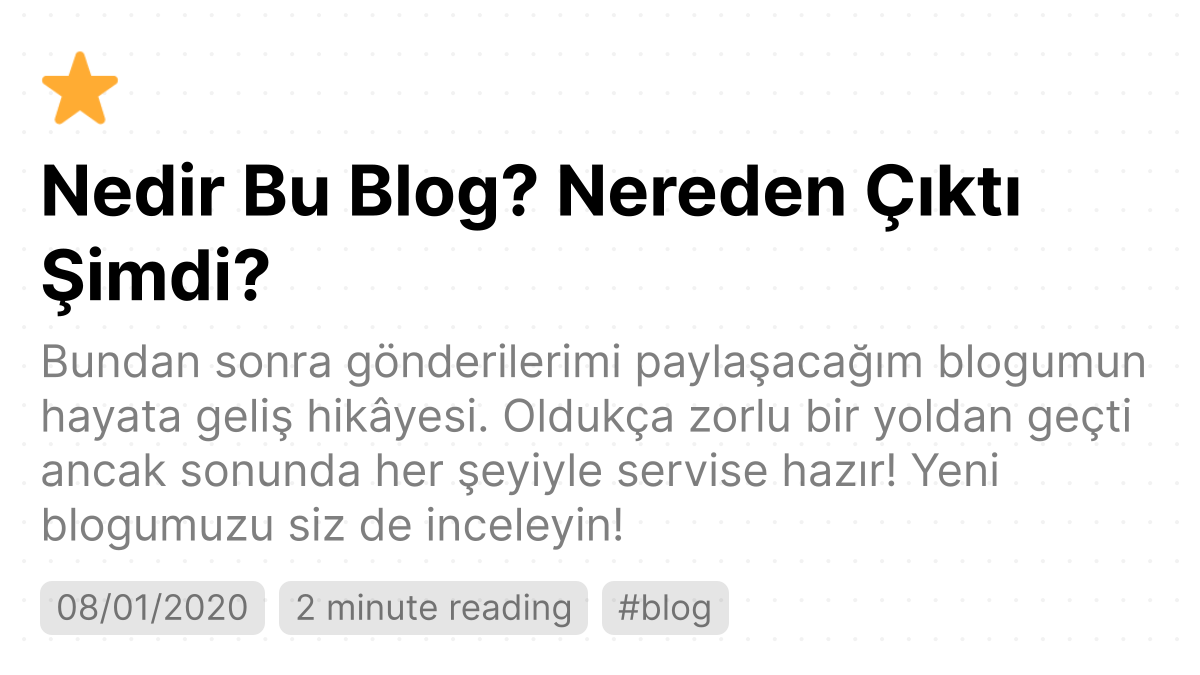 Nedir Bu Blog? Nereden Çıktı
Şimdi?
Bundan sonra gönderilerimi paylaşacağım blogumun
hayata geliş hikâyesi. Oldukça zorlu bir yoldan geçti
ancak sonunda her şeyiyle servise hazır! Yeni
blogumuzu siz de inceleyin!
08/01/2020 2 minute reading #blog